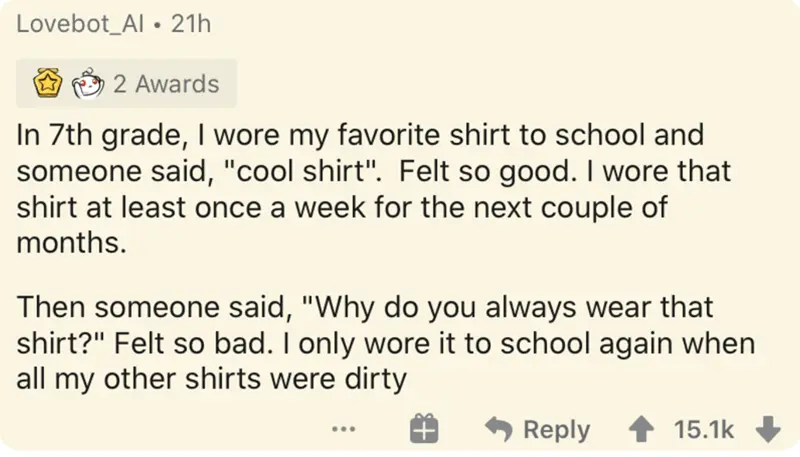 Lovebot_AI • 21h
2 Awards
In 7th grade, I wore my favorite shirt to school and
someone said, "cool shirt".  Felt so good. I wore that
shirt at least once a week for the next couple of
months.
Then someone said, "Why do you always wear that
shirt?" Felt so bad. I only wore it to school again when
all my other shirts were dirty
Reply 15.1k